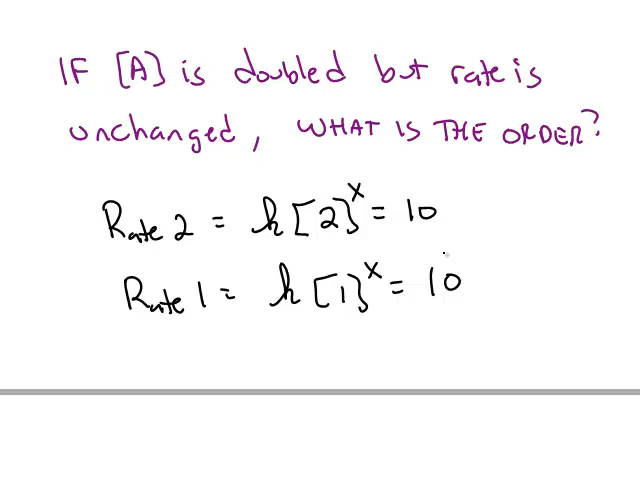 IF [A] is doubled but rate is
unchanged, WHAT IS THE ORDER?
Rate 2 = k[2]^x = 10
Rate 1 = k[1]^x = 10